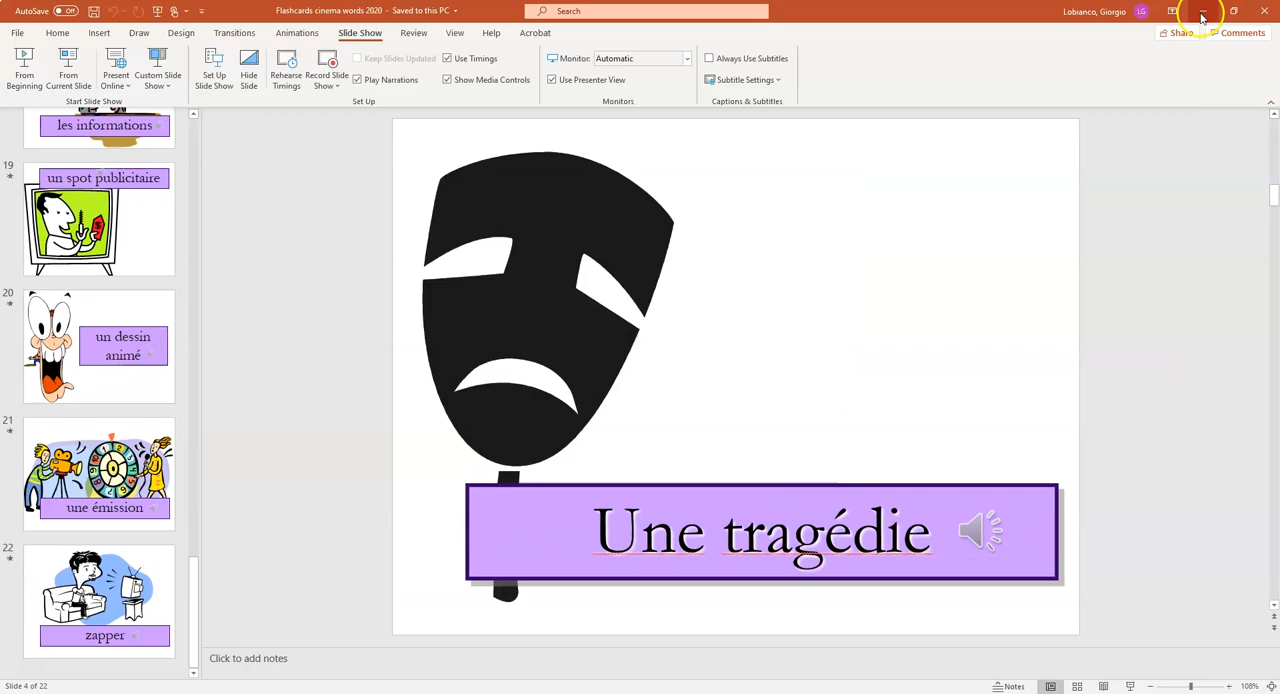 AutoSave Off
Flashcards cinema words 2020 - Saved to this PC
Search
Lobianco, Giorgio LG
File Home Insert Draw Design Transitions Animations Slide Show Review View Help Acrobat
Share Comments
From Beginning
From Current Slide
Present Online
Custom Slide Show
Start Slide Show
Set Up Slide Show
Hide Slide
Rehearse Timings
Record Slide Show
Keep Slides Updated
Play Narrations
Use Timings
Show Media Controls
Set Up
Monitor: Automatic
Use Presenter View
Monitors
Always Use Subtitles
Subtitle Settings
Captions & Subtitles
les informations
19
un spot publicitaire
20
un dessin
animé
21
une émission
22
zapper
Une tragédie
Click to add notes
Slide 4 of 22
Notes
108%